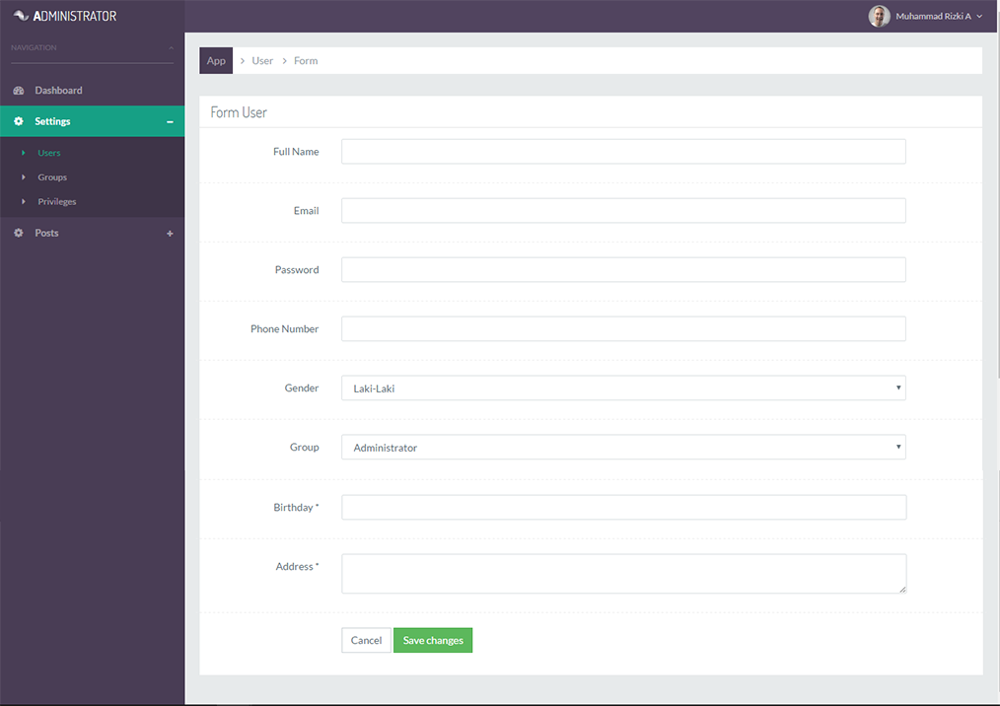 ADMINISTRATOR
Muhammad Rizki A
NAVIGATION
Dashboard
Settings
Users
Groups
Privileges
Posts
App > User > Form
Form User
Full Name
Email
Password
Phone Number
Gender
Laki-Laki
Group
Administrator
Birthday *
Address *
Cancel
Save changes